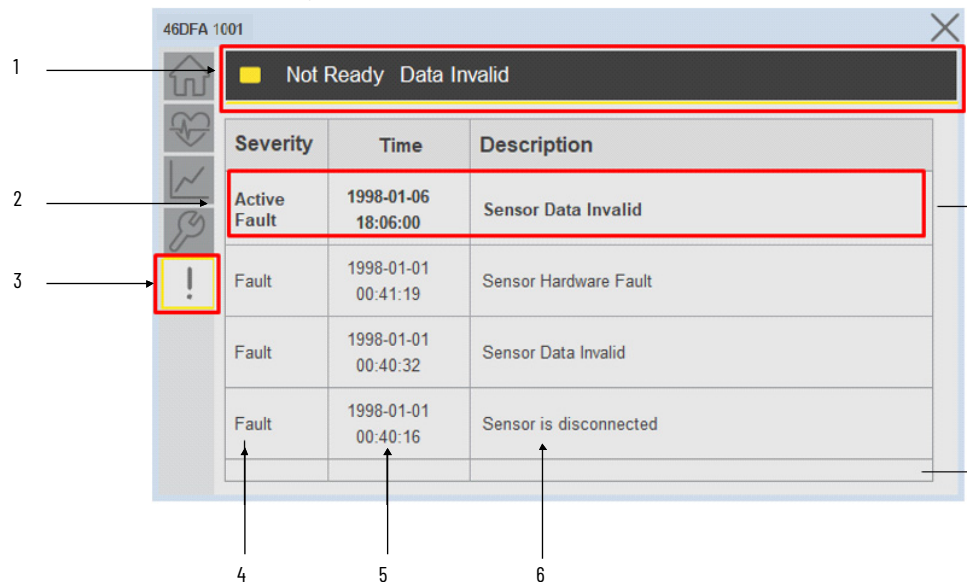 46DFA 1001
1 Not Ready Data Invalid
Severity Time Description
2 Active Fault 1998-01-06 18:06:00 Sensor Data Invalid
3 ! Fault 1998-01-01 00:41:19 Sensor Hardware Fault
Fault 1998-01-01 00:40:32 Sensor Data Invalid
Fault 1998-01-01 00:40:16 Sensor is disconnected
4 5 6